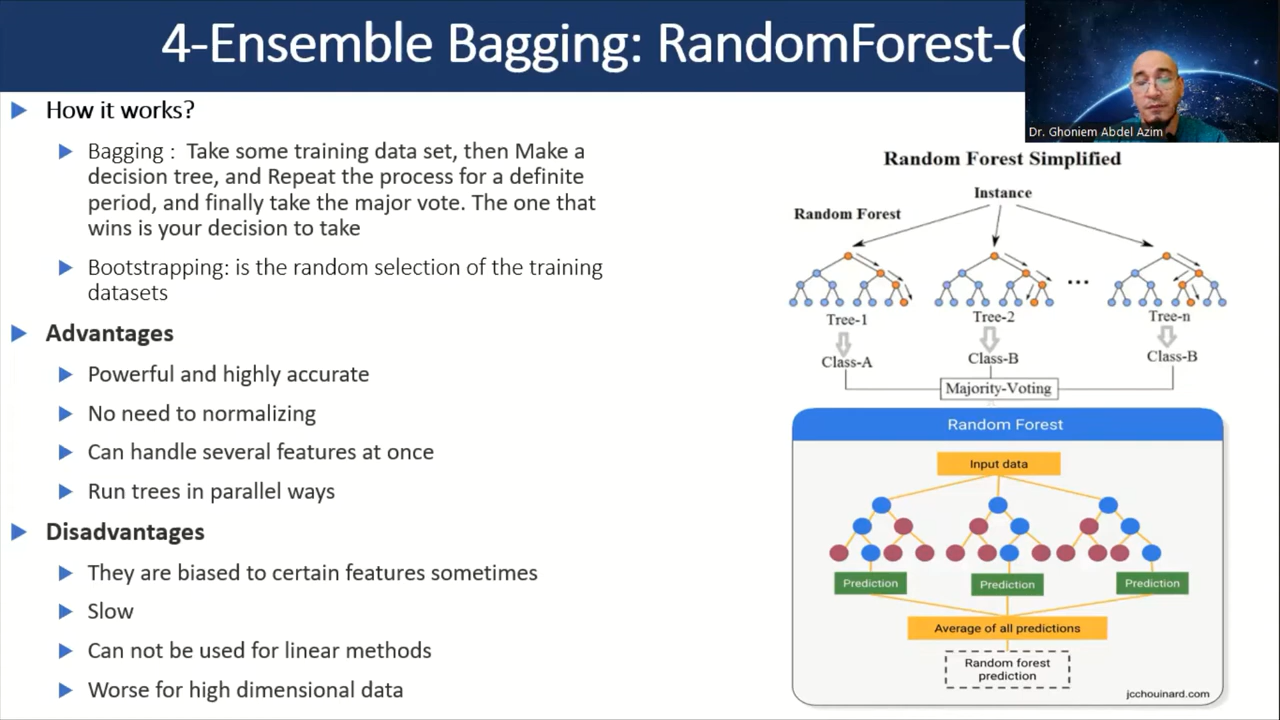 4-Ensemble Bagging: RandomForest-
Dr. Ghoniem Abdel Azim
How it works?
Bagging : Take some training data set, then Make a
decision tree, and Repeat the process for a definite
period, and finally take the major vote. The one that
wins is your decision to take
Bootstrapping: is the random selection of the training
datasets
Advantages
Powerful and highly accurate
No need to normalizing
Can handle several features at once
Run trees in parallel ways
Disadvantages
They are biased to certain features sometimes
Slow
Can not be used for linear methods
Worse for high dimensional data
Random Forest Simplified
Instance
Random Forest
Tree-1 Tree-2 Tree-n
Class-A Class-B Class-B
Majority-Voting
Random Forest
Input data
Prediction Prediction Prediction
Average of all predictions
Random forest
prediction
jcchouinard.com